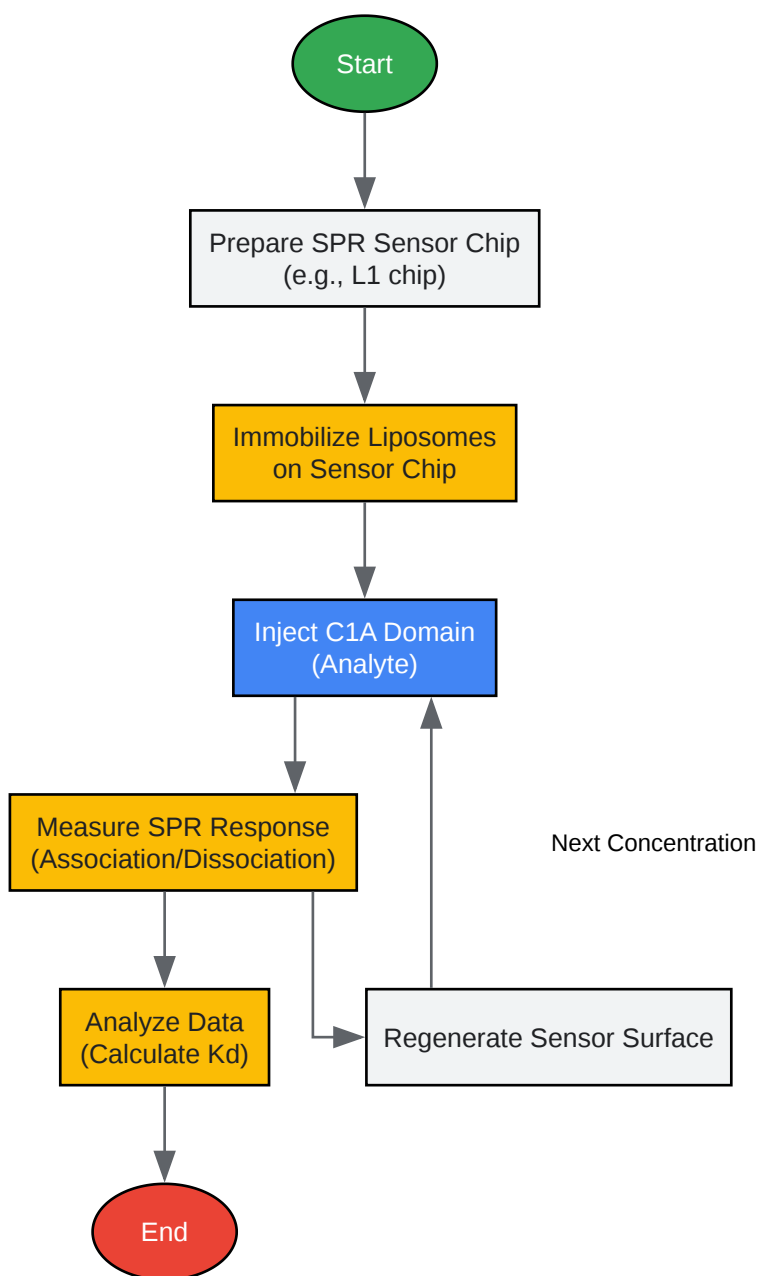 Start
Prepare SPR Sensor Chip
(e.g., L1 chip)
Immobilize Liposomes
on Sensor Chip
Inject C1A Domain
(Analyte)
Measure SPR Response
(Association/Dissociation)
Next Concentration
Analyze Data
(Calculate Kd)
Regenerate Sensor Surface
End